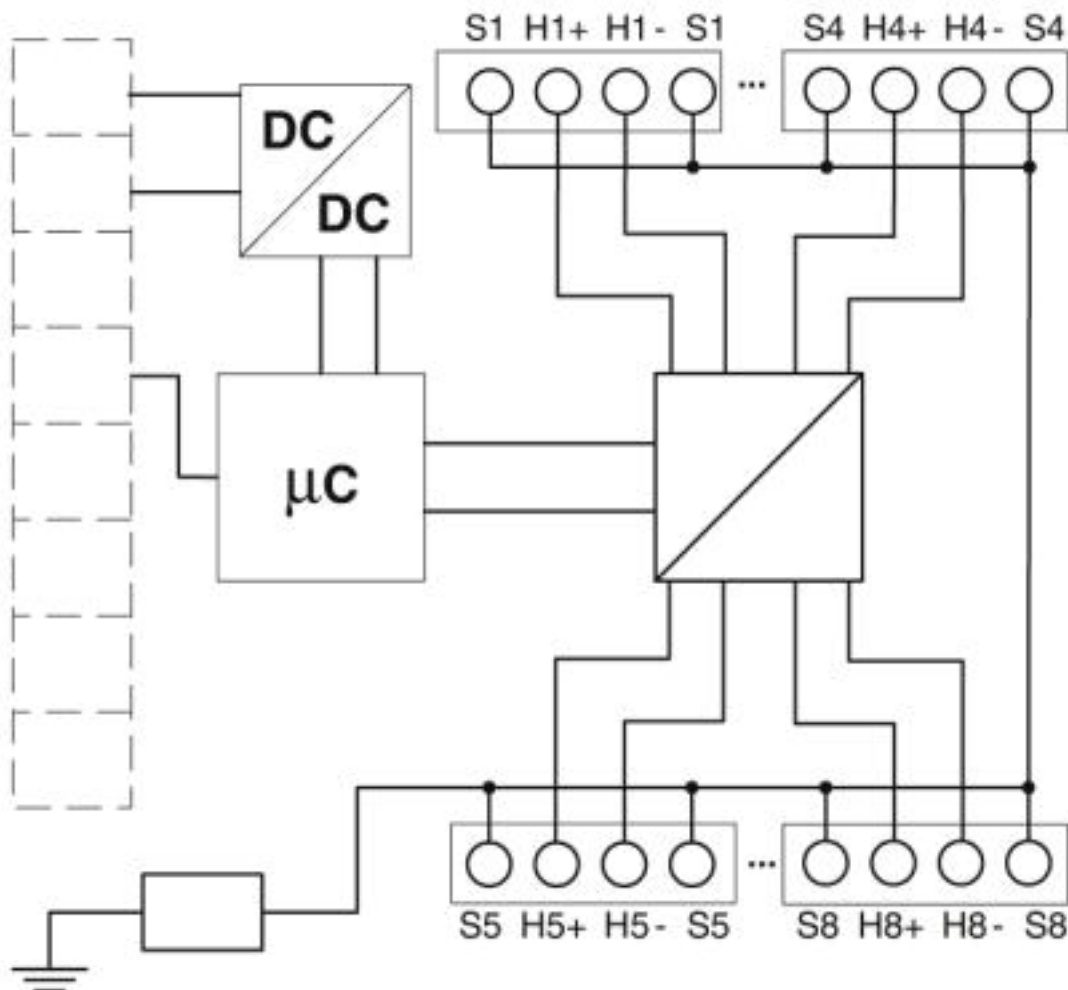 S1 H1+ H1- S1 S4 H4+ H4- S4
...
DC
DC
μC
...
S5 H5+ H5- S5 S8 H8+ H8- S8